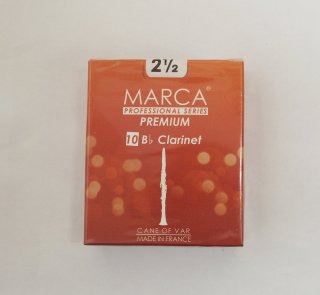 2½
MARCA®
PROFESSIONAL SERIES
PREMIUM
10 B♭ Clarinet
CANE OF VAR
MADE IN FRANCE